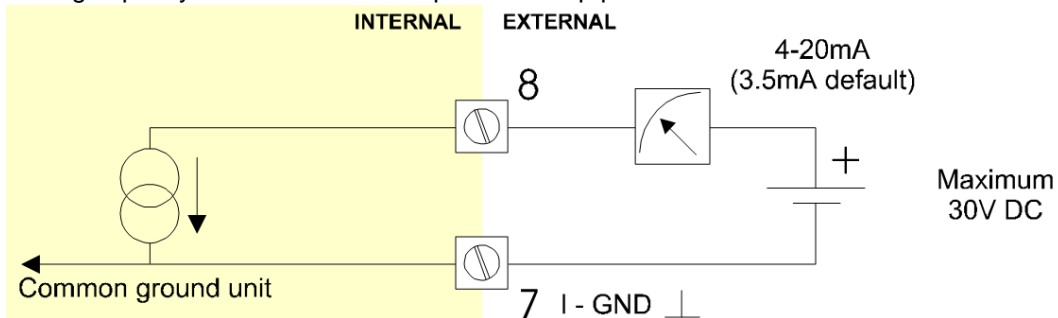 INTERNAL EXTERNAL
8
4-20mA
(3.5mA default)
+
Maximum
30V DC
Common ground unit
7 I - GND